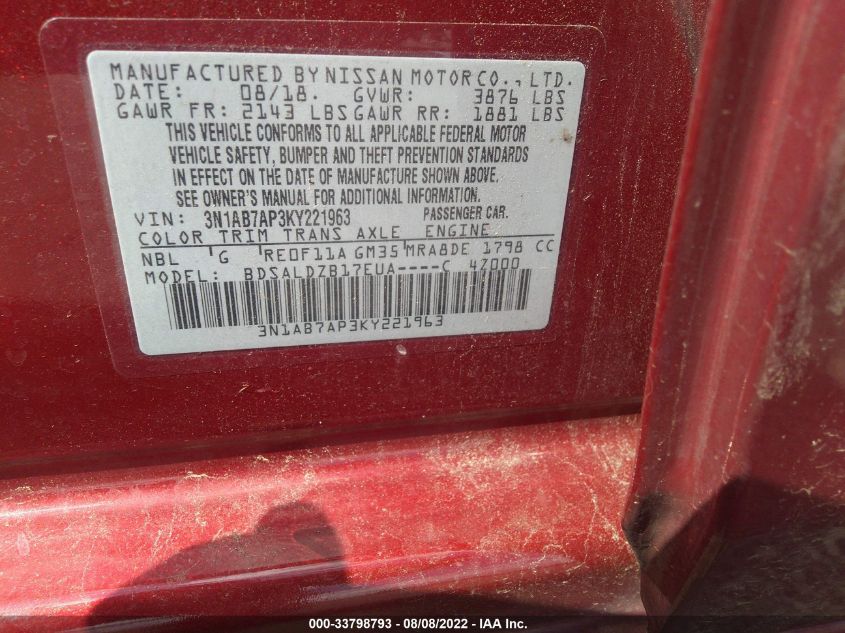 MANUFACTURED BY NISSAN MOTOR CO., LTD.
DATE: 08/18. GVWR: 3876 LBS
GAWR FR: 2143 LBS GAWR RR: 1881 LBS
THIS VEHICLE CONFORMS TO ALL APPLICABLE FEDERAL MOTOR
VEHICLE SAFETY, BUMPER AND THEFT PREVENTION STANDARDS
IN EFFECT ON THE DATE OF MANUFACTURE SHOWN ABOVE.
SEE OWNER'S MANUAL FOR ADDITIONAL INFORMATION.
VIN: 3N1AB7AP3KY221963 PASSENGER CAR.
COLOR TRIM TRANS AXLE ENGINE
NBL G RE0F11A GM35 MRA8DE 1798 CC
MODEL: BDSALDZB17EUA----C 4Z000
3N1AB7AP3KY221963
000-33798793 - 08/08/2022 - IAA Inc.